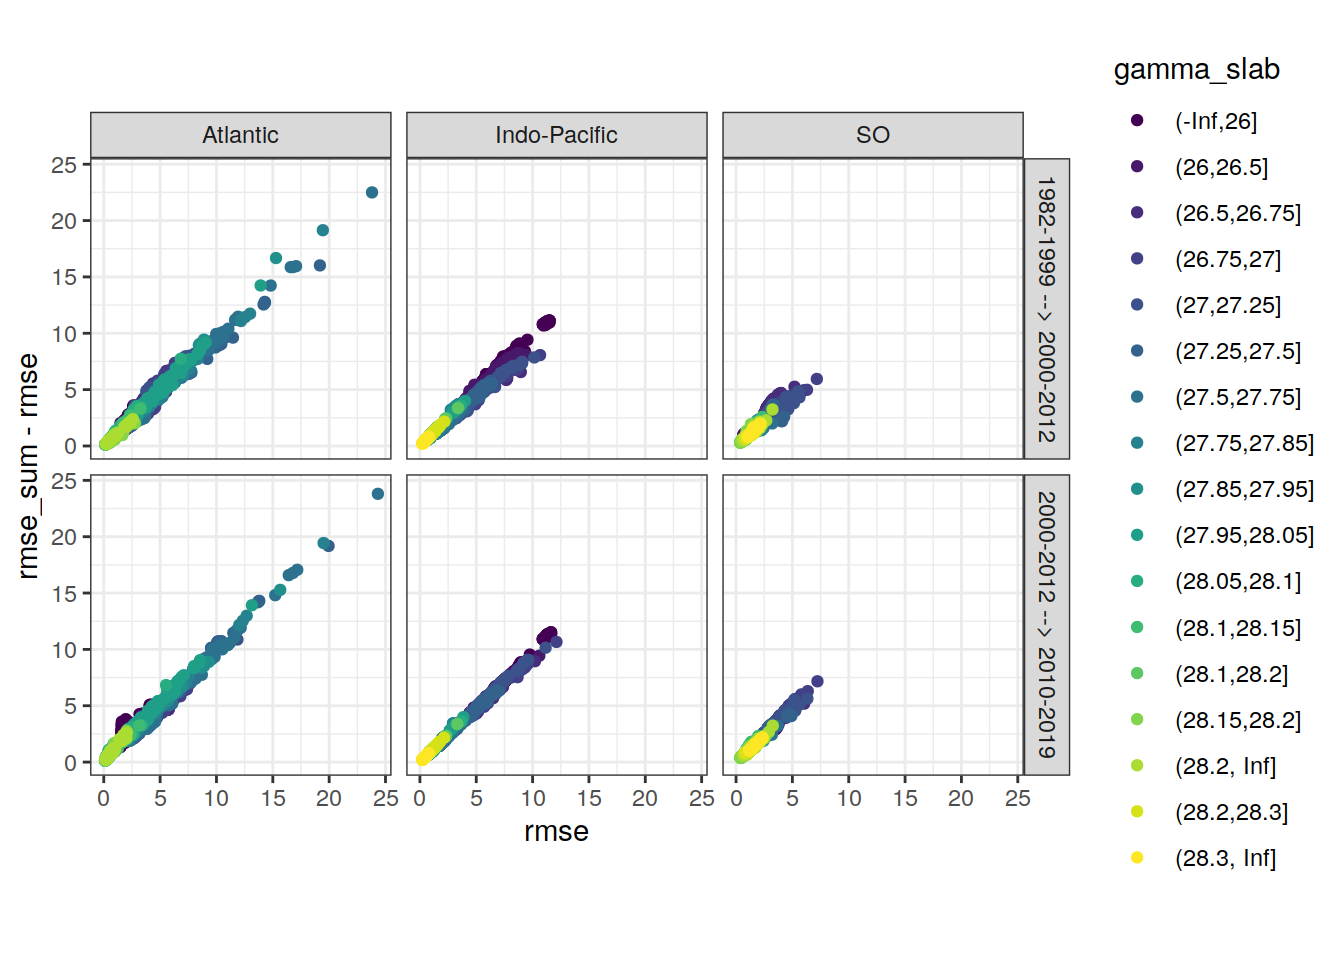 gamma_slab
(-Inf,26]
(26,26.5]
(26.5,26.75]
(26.75,27]
(27,27.25]
(27.25,27.5]
(27.5,27.75]
(27.75,27.85]
(27.85,27.95]
(27.95,28.05]
(28.05,28.1]
(28.1,28.15]
(28.1,28.2]
(28.15,28.2]
(28.2, Inf]
(28.2,28.3]
(28.3, Inf]
Atlantic
Indo-Pacific
SO
1982-1999 --> 2000-2012
2000-2012 --> 2010-2019
25
20
15
10
5
0
25
20
15
10
5
0
rmse_sum - rmse
0 5 10 15 20 25
0 5 10 15 20 25
0 5 10 15 20 25
rmse